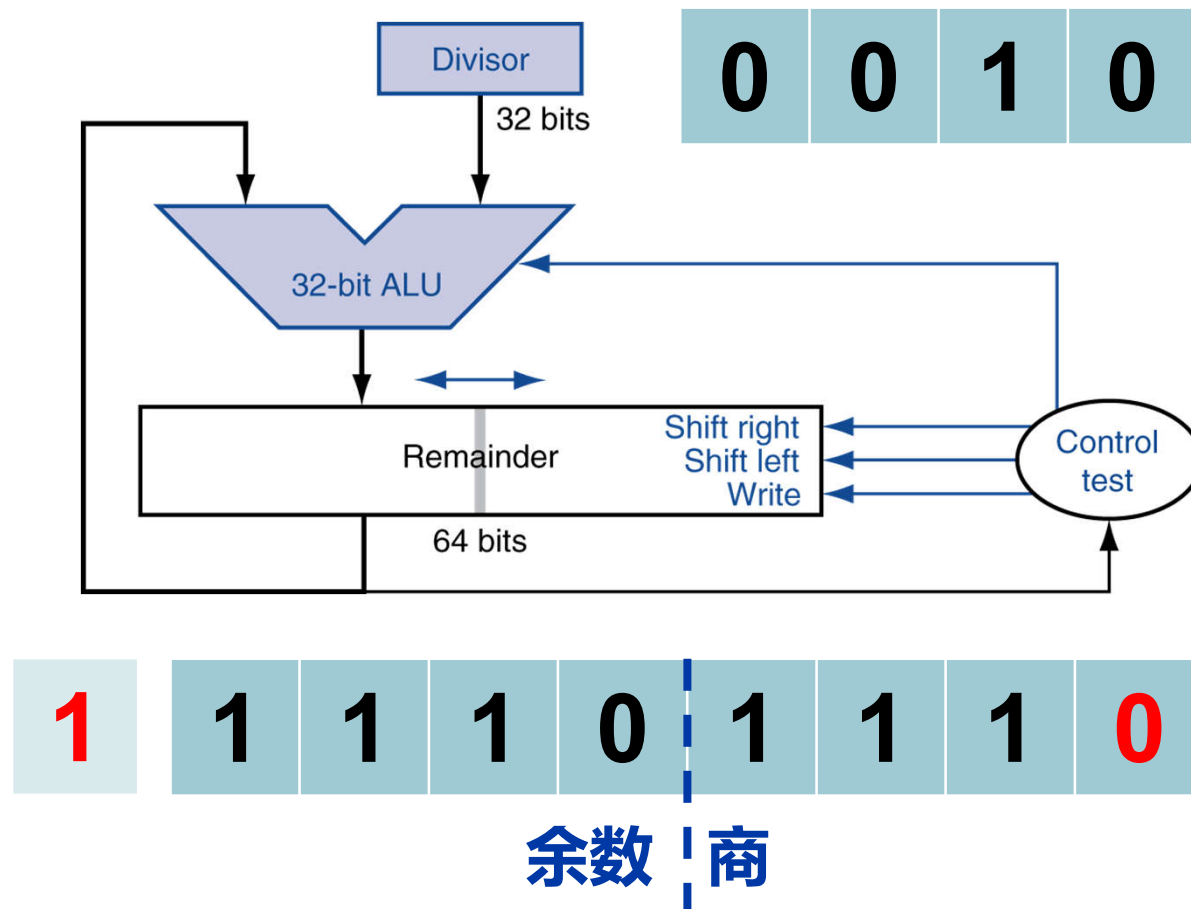 Divisor
0 0 1 0
32 bits
32-bit ALU
Remainder
Shift right
Shift left
Write
Control
test
64 bits
1 1 1 1 0 1 1 1 0
余数 商